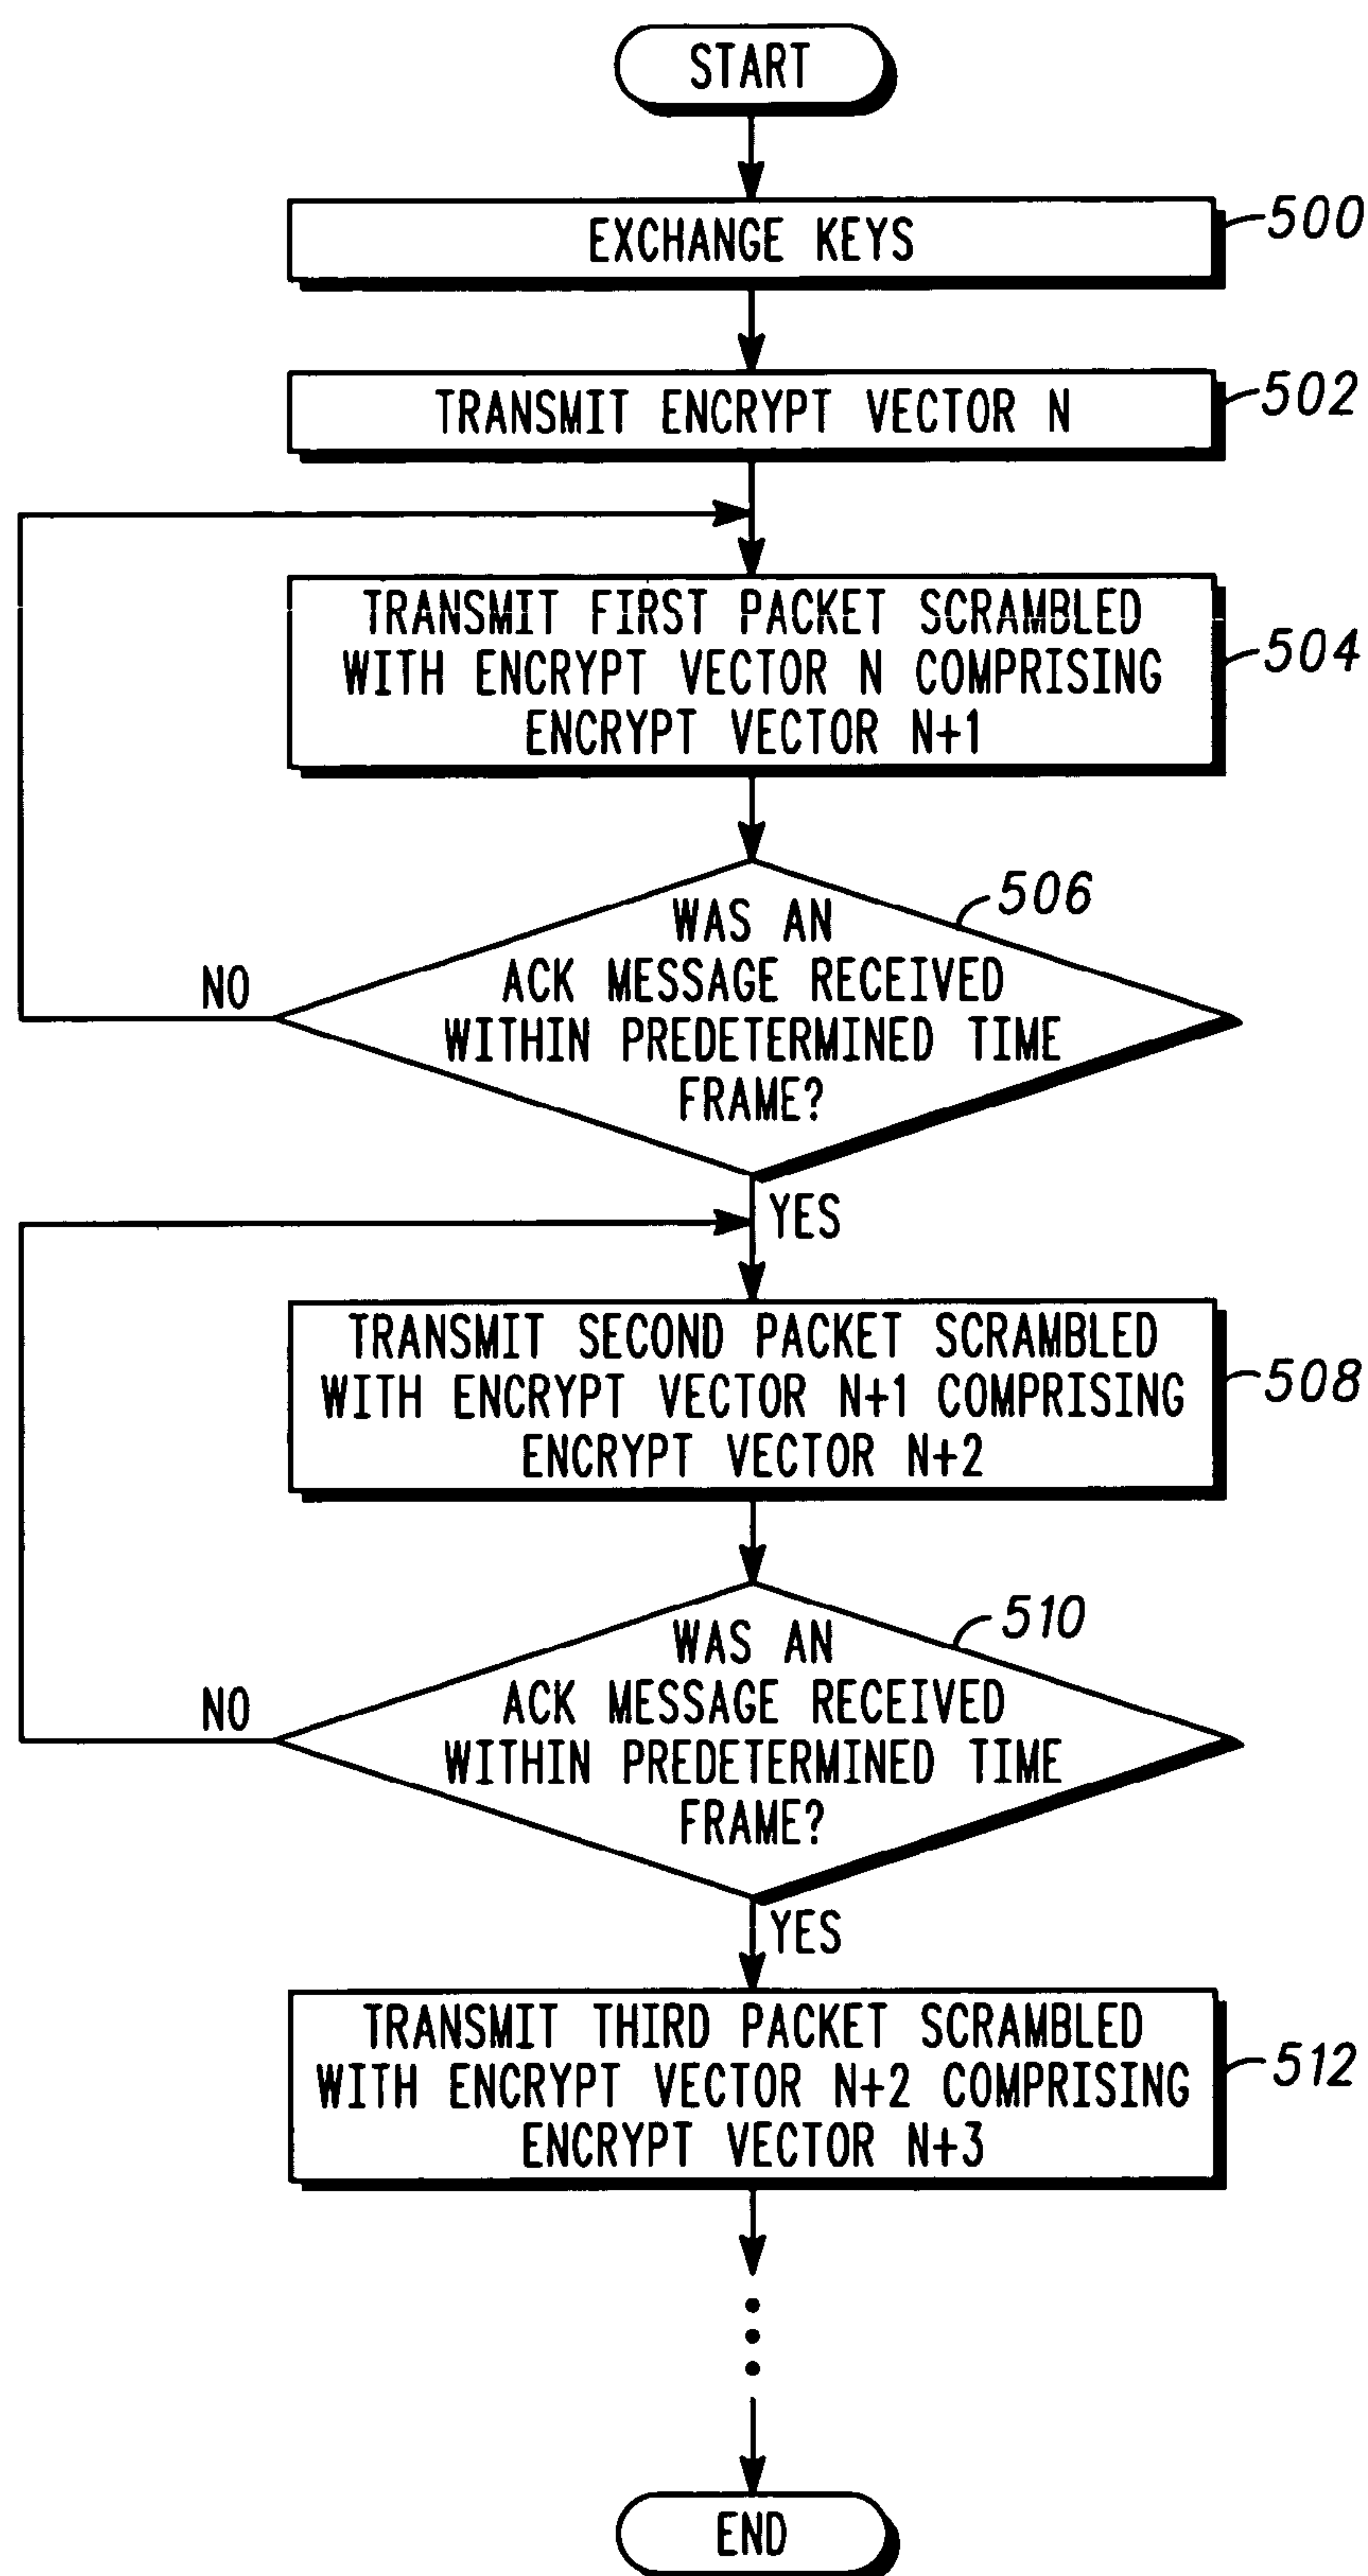 START
EXCHANGE KEYS
500
TRANSMIT ENCRYPT VECTOR N
502
TRANSMIT FIRST PACKET SCRAMBLED
WITH ENCRYPT VECTOR N COMPRISING
ENCRYPT VECTOR N+1
504
506
WAS AN
ACK MESSAGE RECEIVED
WITHIN PREDETERMINED TIME
FRAME?
NO
YES
TRANSMIT SECOND PACKET SCRAMBLED
WITH ENCRYPT VECTOR N+1 COMPRISING
ENCRYPT VECTOR N+2
508
510
WAS AN
ACK MESSAGE RECEIVED
WITHIN PREDETERMINED TIME
FRAME?
NO
YES
TRANSMIT THIRD PACKET SCRAMBLED
WITH ENCRYPT VECTOR N+2 COMPRISING
ENCRYPT VECTOR N+3
512
END